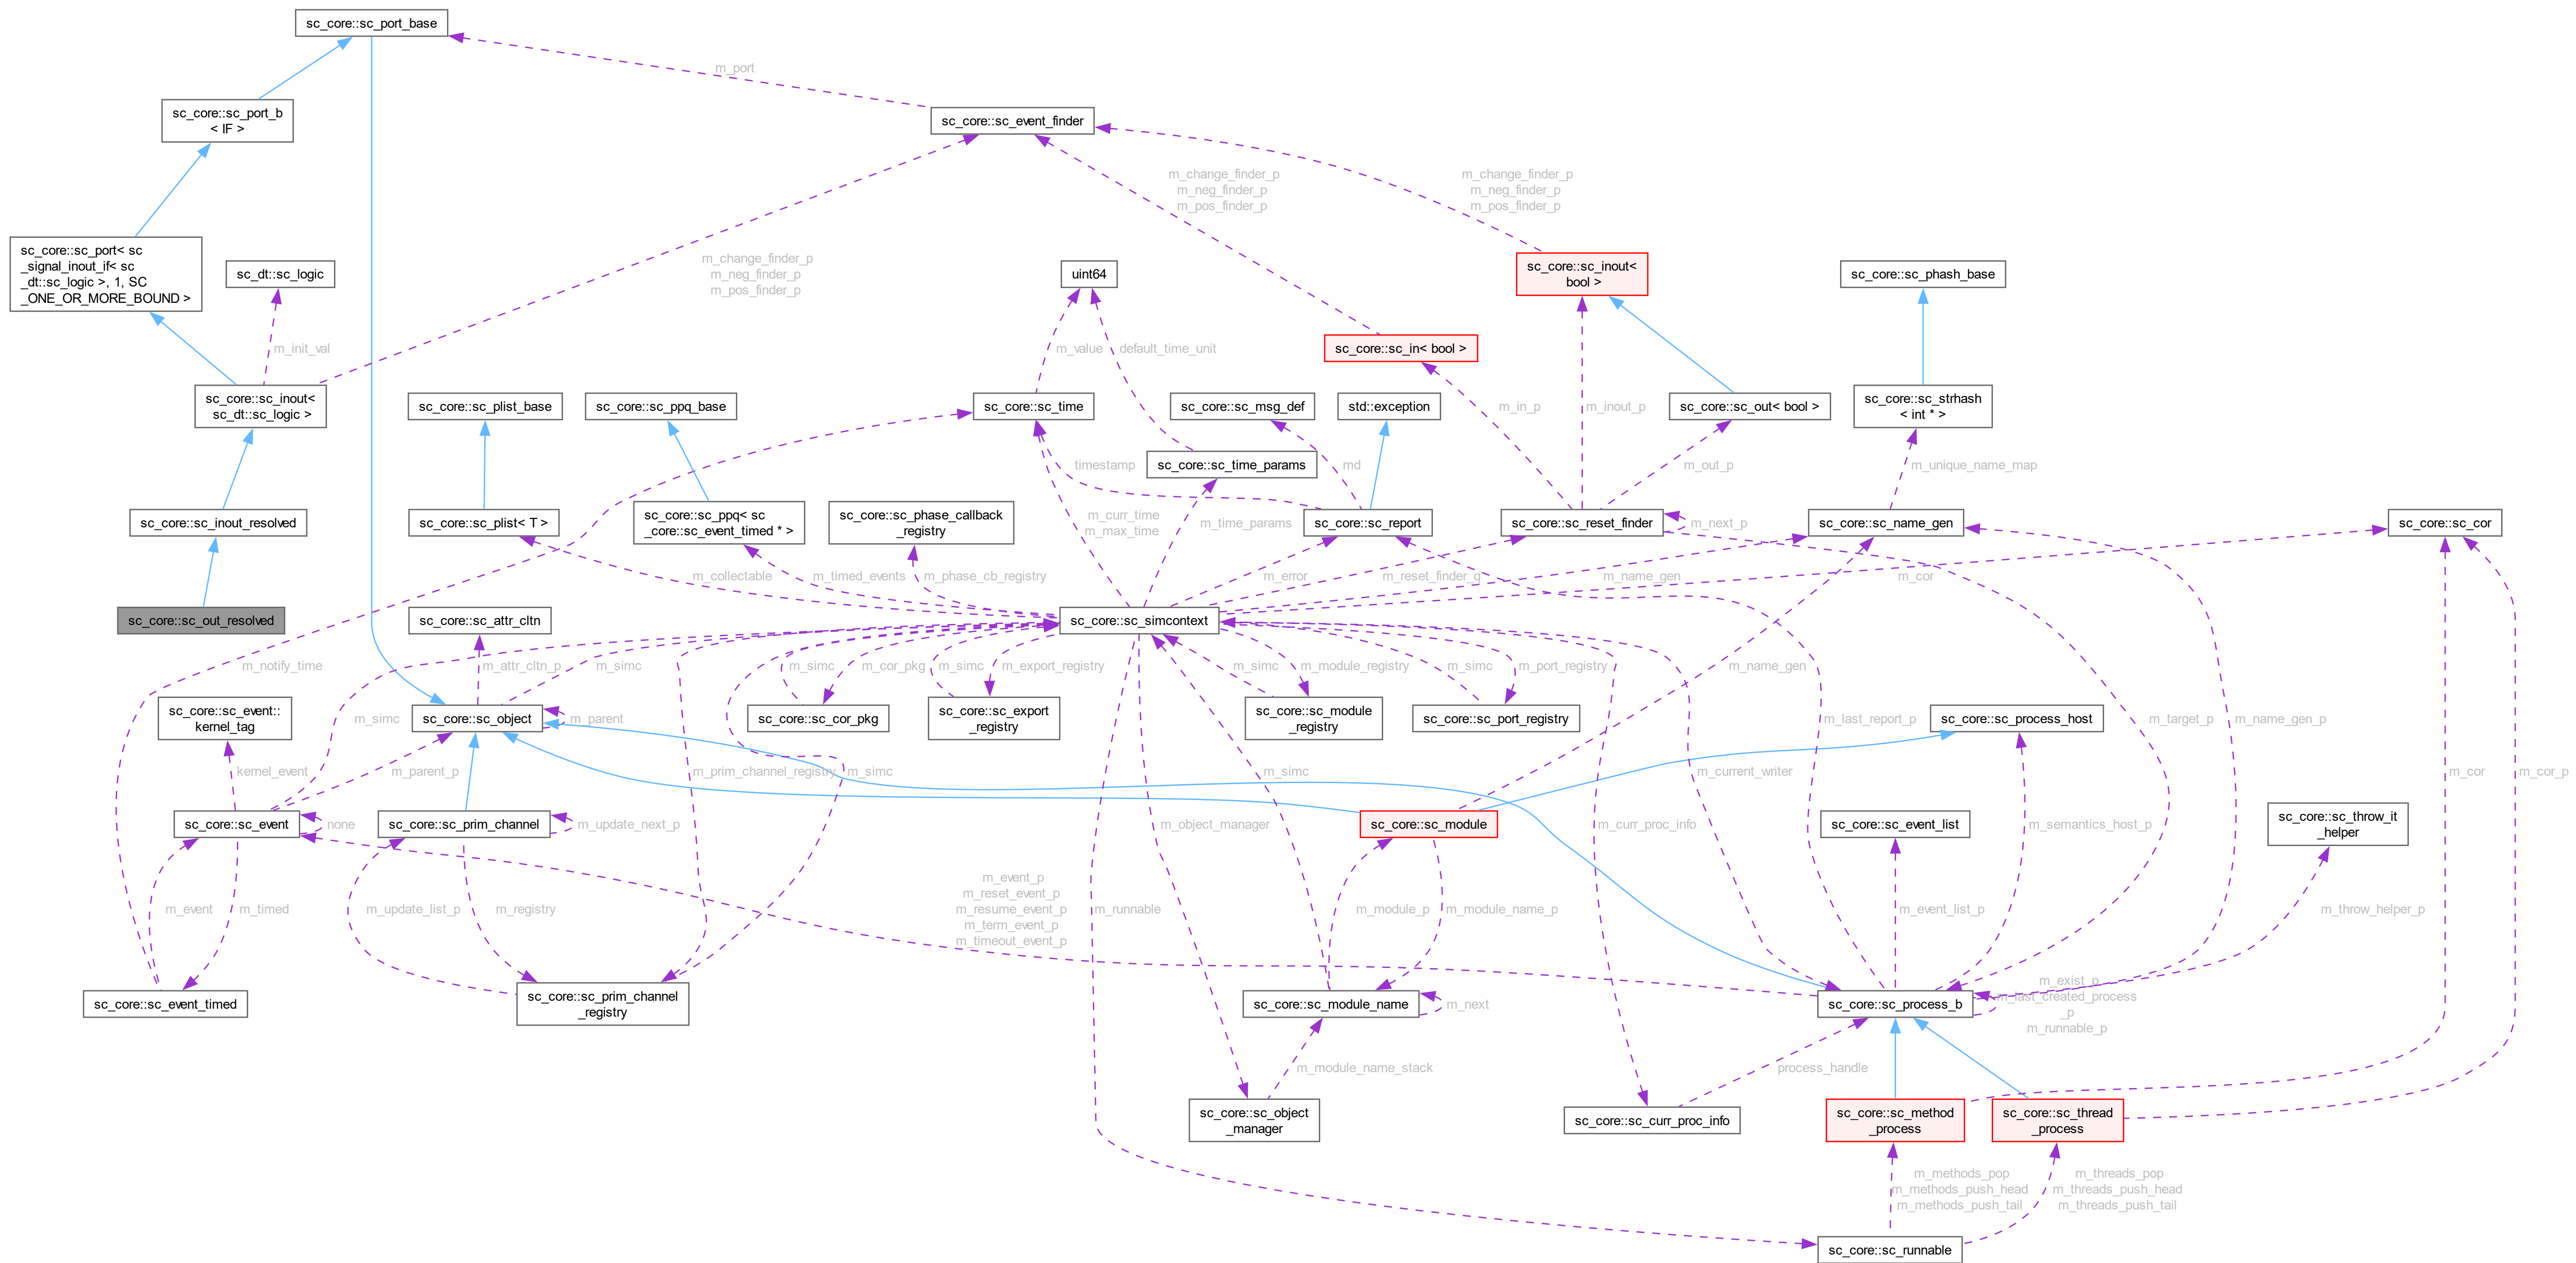 sc_core::sc_port_base
m_port
sc_core::sc_port_b
< IF >
sc_core::sc_event_finder
m_change_finder_p
m_neg_finder_p
m_pos_finder_p
m_change_finder_p
m_neg_finder_p
m_pos_finder_p
sc_core::sc_port< sc
_signal_inout_if< sc
_dt::sc_logic >, 1, SC
_ONE_OR_MORE_BOUND >
sc_dt::sc_logic
m_change_finder_p
m_neg_finder_p
m_pos_finder_p
uint64
sc_core::sc_inout<
bool >
sc_core::sc_phash_base
m_init_val
m_value
default_time_unit
sc_core::sc_in< bool >
sc_core::sc_inout<
sc_dt::sc_logic >
sc_core::sc_plist_base
sc_core::sc_ppq_base
sc_core::sc_time
sc_core::sc_msg_def
std::exception
m_in_p
m_inout_p
sc_core::sc_out< bool >
sc_core::sc_strhash
< int * >
timestamp
sc_core::sc_time_params
md
m_out_p
m_unique_name_map
sc_core::sc_inout_resolved
sc_core::sc_plist< T >
sc_core::sc_ppq< sc
_core::sc_event_timed * >
sc_core::sc_phase_callback
_registry
m_curr_time
m_max_time
m_time_params
sc_core::sc_report
sc_core::sc_reset_finder
m_next_p
sc_core::sc_name_gen
sc_core::sc_cor
m_collectable
m_timed_events
m_phase_cb_registry
m_error
m_reset_finder_q
m_name_gen
m_cor
sc_core::sc_out_resolved
sc_core::sc_attr_cltn
sc_core::sc_simcontext
m_notify_time
m_attr_cltn_p
m_simc
m_simc
m_cor_pkg
m_simc
m_export_registry
m_simc
m_module_registry
m_simc
m_port_registry
m_name_gen
sc_core::sc_event::
kernel_tag
m_simc
sc_core::sc_object
m_parent
sc_core::sc_cor_pkg
sc_core::sc_export
_registry
sc_core::sc_module
_registry
sc_core::sc_port_registry
m_last_report_p
sc_core::sc_process_host
m_target_p
m_name_gen_p
kernel_event
m_parent_p
m_prim_channel_registry
m_simc
m_simc
m_current_writer
m_cor
m_cor_p
sc_core::sc_event
none
sc_core::sc_prim_channel
m_update_next_p
m_object_manager
sc_core::sc_module
m_curr_proc_info
sc_core::sc_event_list
m_semantics_host_p
sc_core::sc_throw_it
_helper
m_event
m_timed
m_update_list_p
m_registry
m_event_p
m_reset_event_p
m_resume_event_p
m_term_event_p
m_timeout_event_p
m_runnable
m_module_p
m_module_name_p
m_event_list_p
m_throw_helper_p
sc_core::sc_event_timed
sc_core::sc_prim_channel
_registry
sc_core::sc_module_name
m_next
sc_core::sc_process_b
m_exist_p
m_last_created_process
_p
m_runnable_p
m_module_name_stack
process_handle
sc_core::sc_object
_manager
sc_core::sc_curr_proc_info
sc_core::sc_method
_process
sc_core::sc_thread
_process
m_methods_pop
m_methods_push_head
m_methods_push_tail
m_threads_pop
m_threads_push_head
m_threads_push_tail
sc_core::sc_runnable